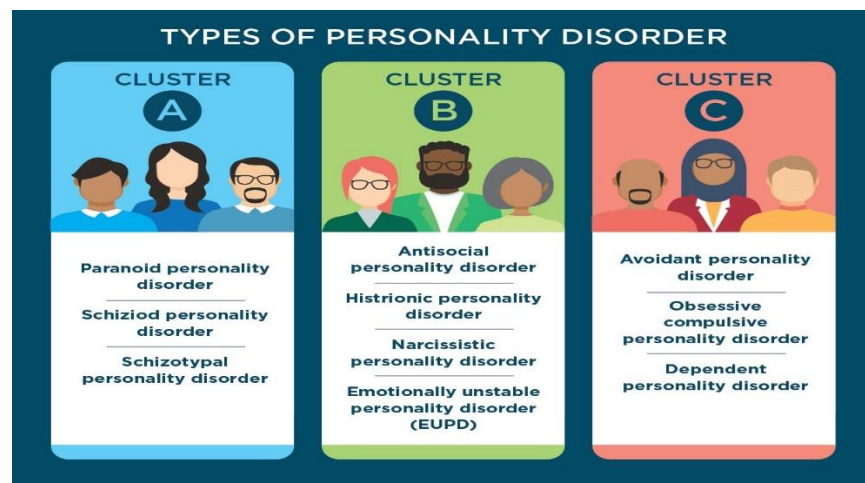 TYPES OF PERSONALITY DISORDER
CLUSTER
A
Paranoid personality
disorder
Schiziod personality
disorder
Schizotypal
personality disorder
CLUSTER
B
Antisocial
personality disorder
Histrionic personality
disorder
Narcissistic
personality disorder
Emotionally unstable
personality disorder
(EUPD)
CLUSTER
C
Avoidant personality
disorder
Obsessive
compulsive
personality disorder
Dependent
personality disorder